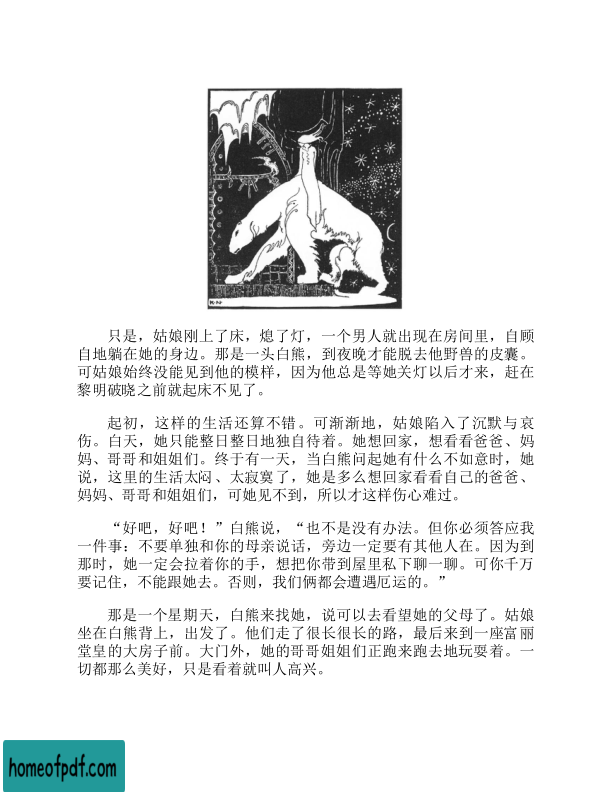 K·N
只是，姑娘刚上了床，熄了灯，一个男人就出现在房间里，自顾
自地躺在她的身边。那是一头白熊，到夜晚才能脱去他野兽的皮囊。
可姑娘始终没能见到他的模样，因为他总是等她关灯以后才来，赶在
黎明破晓之前就起床不见了。
起初，这样的生活还算不错。可渐渐地，姑娘陷入了沉默与哀
伤。白天，她只能整日整日地独自待着。她想回家，想看看爸爸、妈
妈、哥哥和姐姐们。终于有一天，当白熊问起她有什么不如意时，她
说，这里的生活太闷、太寂寞了，她是多么想回家看看自己的爸爸、
妈妈、哥哥和姐姐们，可她见不到，所以才这样伤心难过。
“好吧，好吧！”白熊说，“也不是没有办法。但你必须答应我
一件事：不要单独和你的母亲说话，旁边一定要有其他人在。因为到
那时，她一定会拉着你的手，想把你带到屋里私下聊一聊。可你千万
要记住，不能跟她去。否则，我们俩都会遭遇厄运的。”
那是一个星期天，白熊来找她，说可以去看望她的父母了。姑娘
坐在白熊背上，出发了。他们走了很长很长的路，最后来到一座富丽
堂皇的大房子前。大门外，她的哥哥姐姐们正跑来跑去地玩耍着。一
切都那么美好，只是看着就叫人高兴。
homeofpdf.com